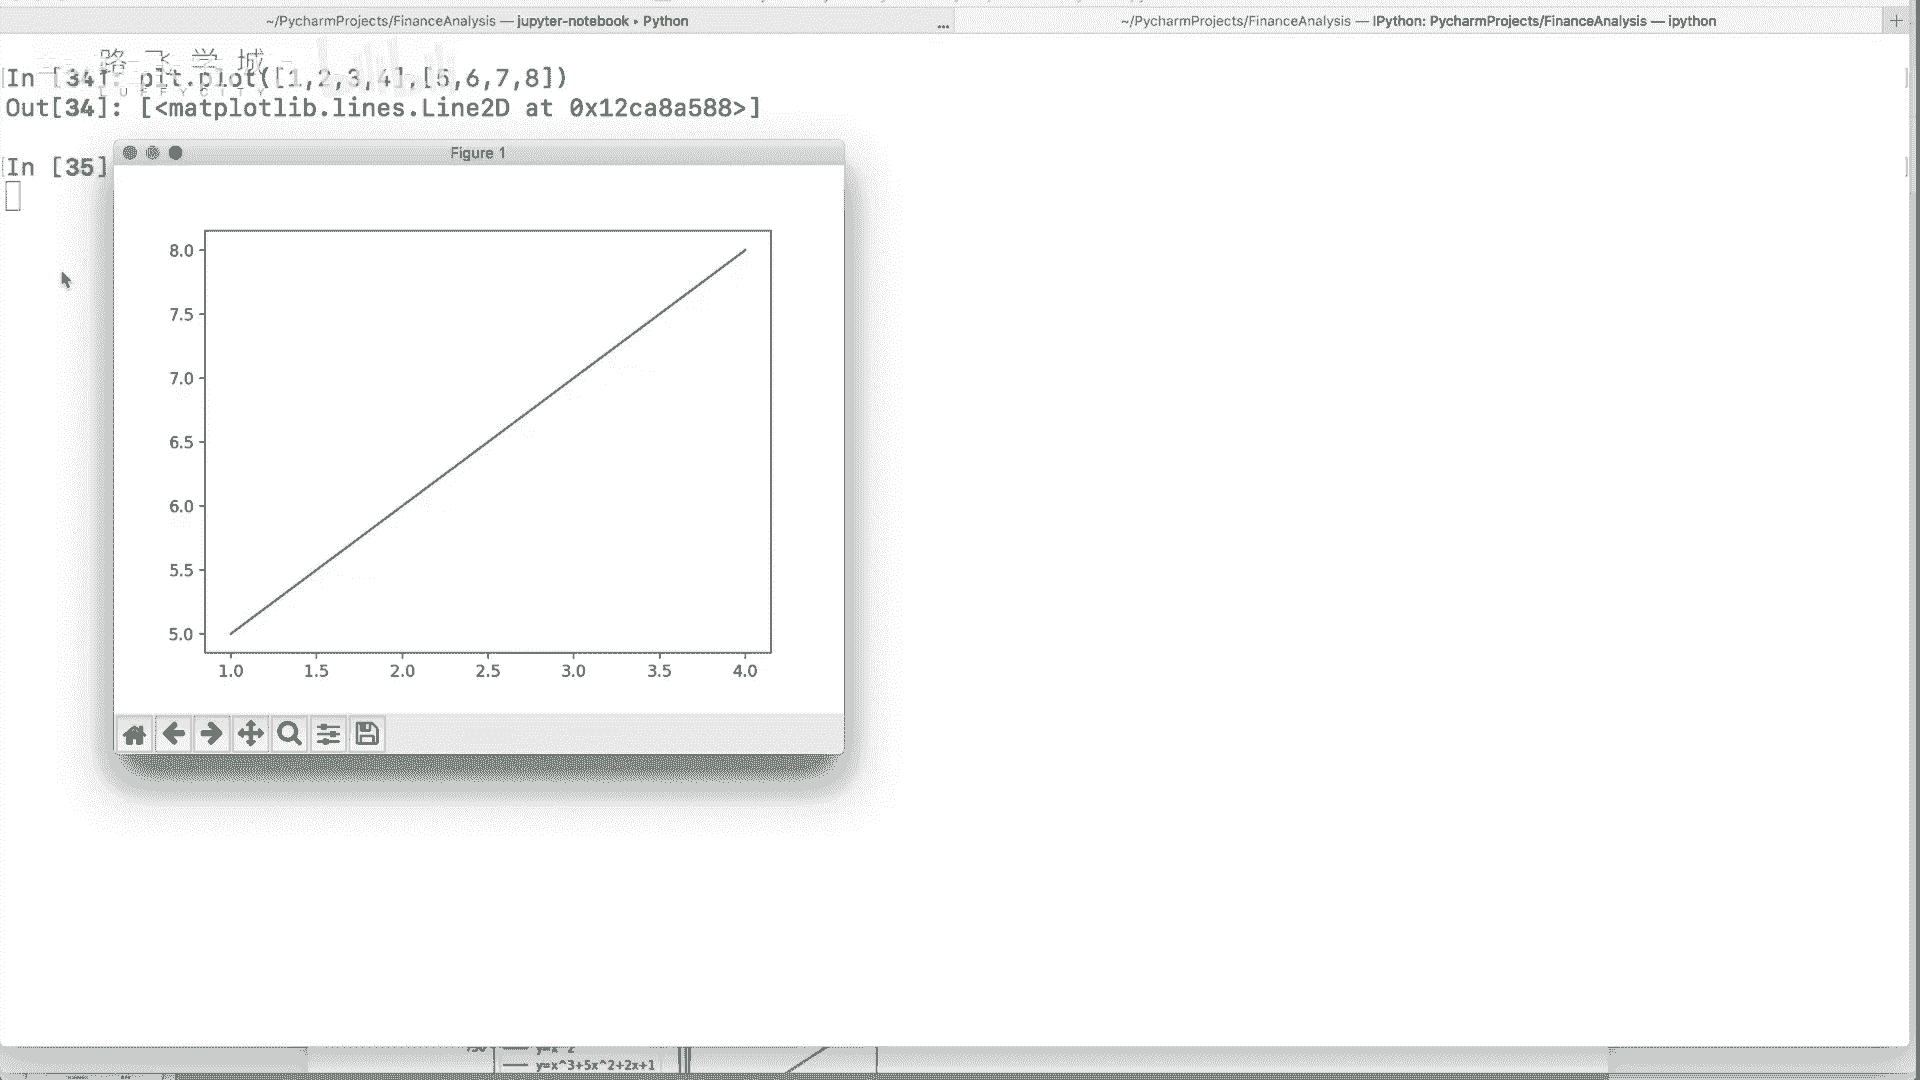 ~/PycharmProjects/FinanceAnalysis — jupyter-notebook • Python
...
~/PycharmProjects/FinanceAnalysis — IPython: PycharmProjects/FinanceAnalysis — ipython
+
路飞学城
LUFFYCITY
In [34]: plt.plot([1,2,3,4],[5,6,7,8])
Out[34]: [<matplotlib.lines.Line2D at 0x12ca8a588>]
In [35]
Figure 1
8.0
7.5
7.0
6.5
6.0
5.5
5.0
1.0 1.5 2.0 2.5 3.0 3.5 4.0
y=x^3+5x^2+2x+1